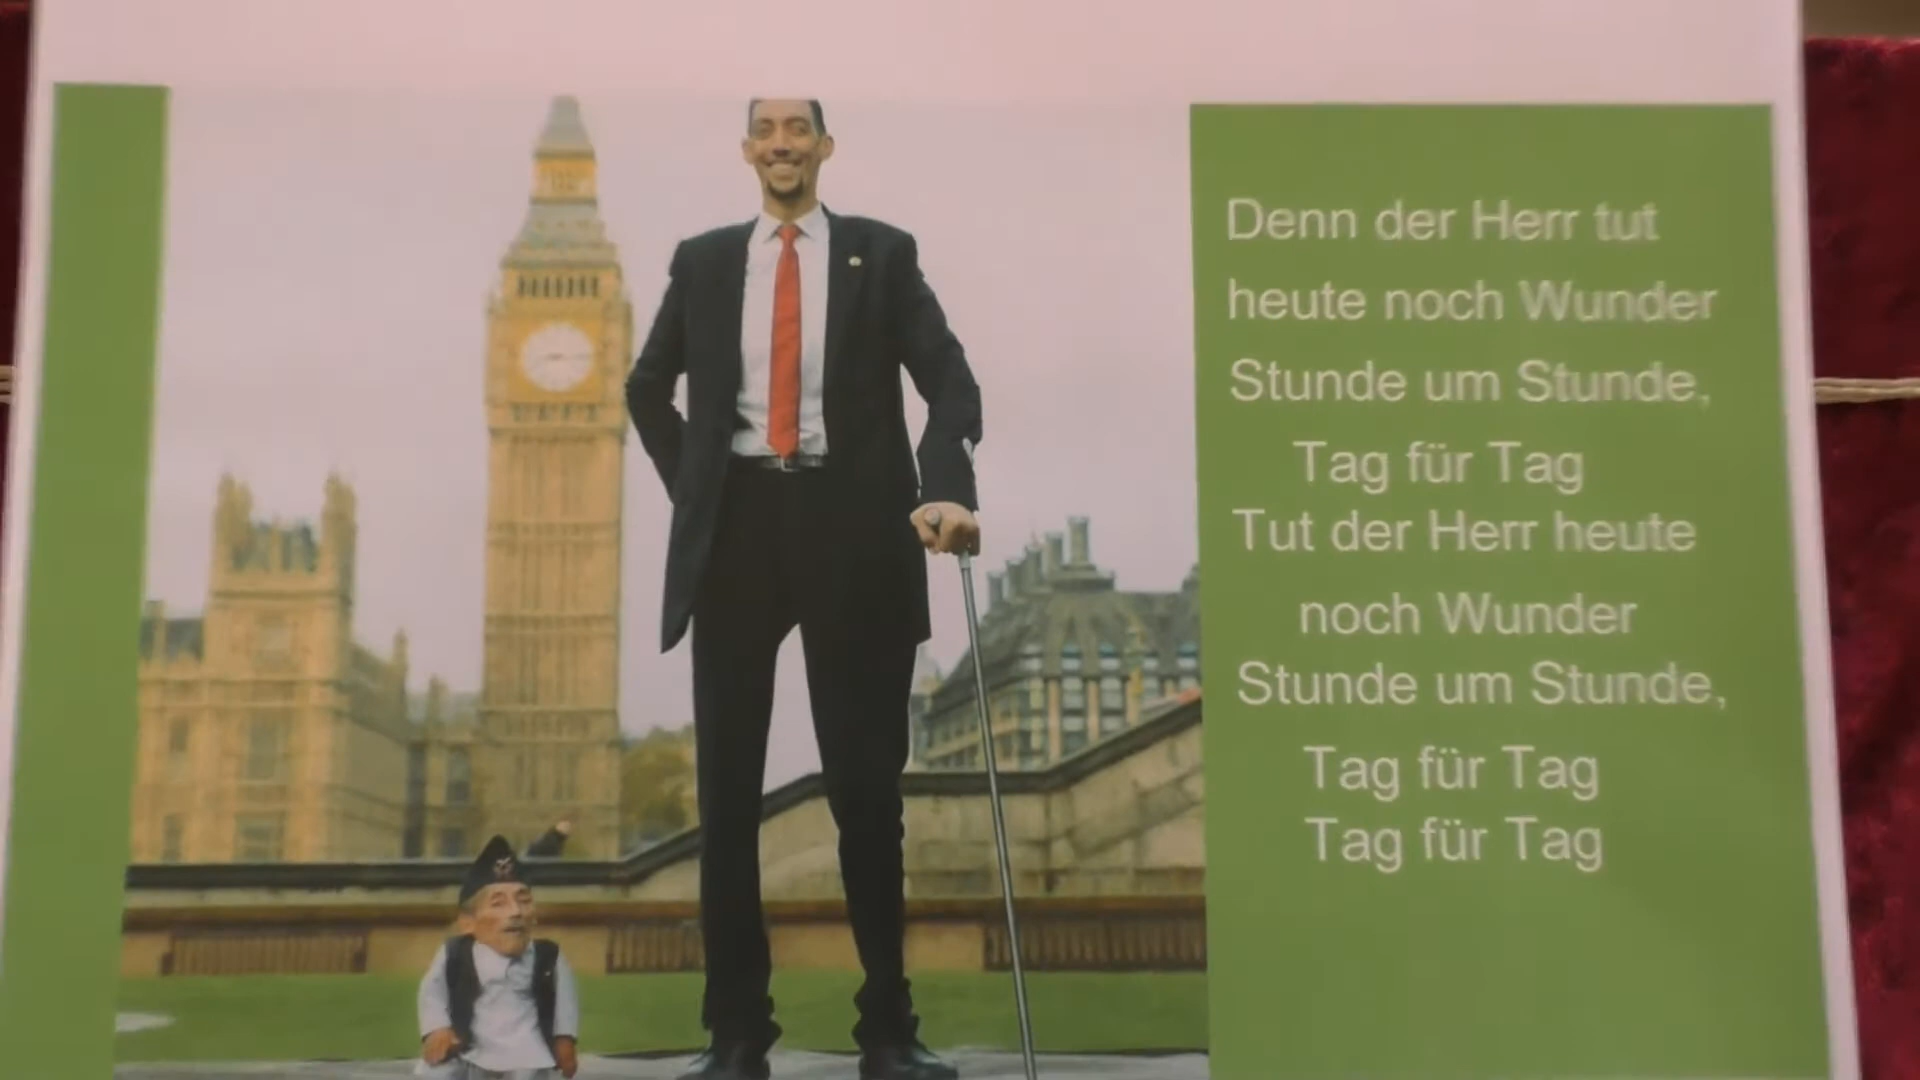 Denn der Herr tut
heute noch Wunder
Stunde um Stunde,
Tag für Tag
Tut der Herr heute
noch Wunder
Stunde um Stunde,
Tag für Tag
Tag für Tag